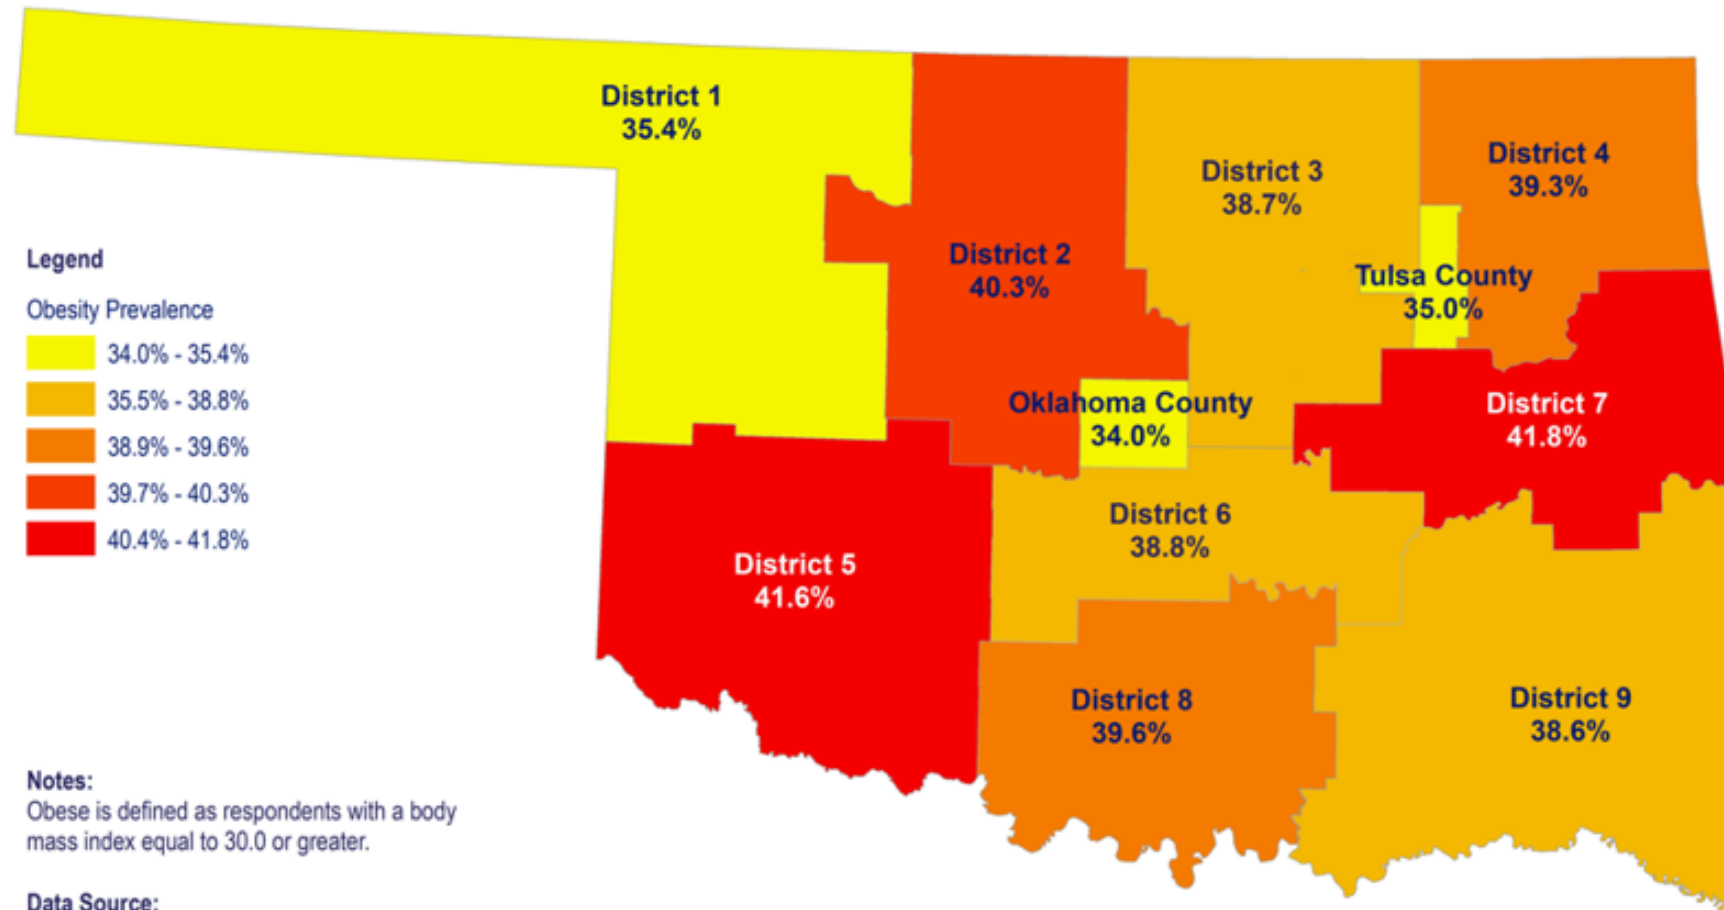 District 1
35.4%
District 2
40.3%
District 3
38.7%
District 4
39.3%
Tulsa County
35.0%
Oklahoma County
34.0%
District 7
41.8%
District 6
38.8%
District 5
41.6%
District 8
39.6%
District 9
38.6%
Legend
Obesity Prevalence
34.0% - 35.4%
35.5% - 38.8%
38.9% - 39.6%
39.7% - 40.3%
40.4% - 41.8%
Notes:
Obese is defined as respondents with a body
mass index equal to 30.0 or greater.
Data Source: